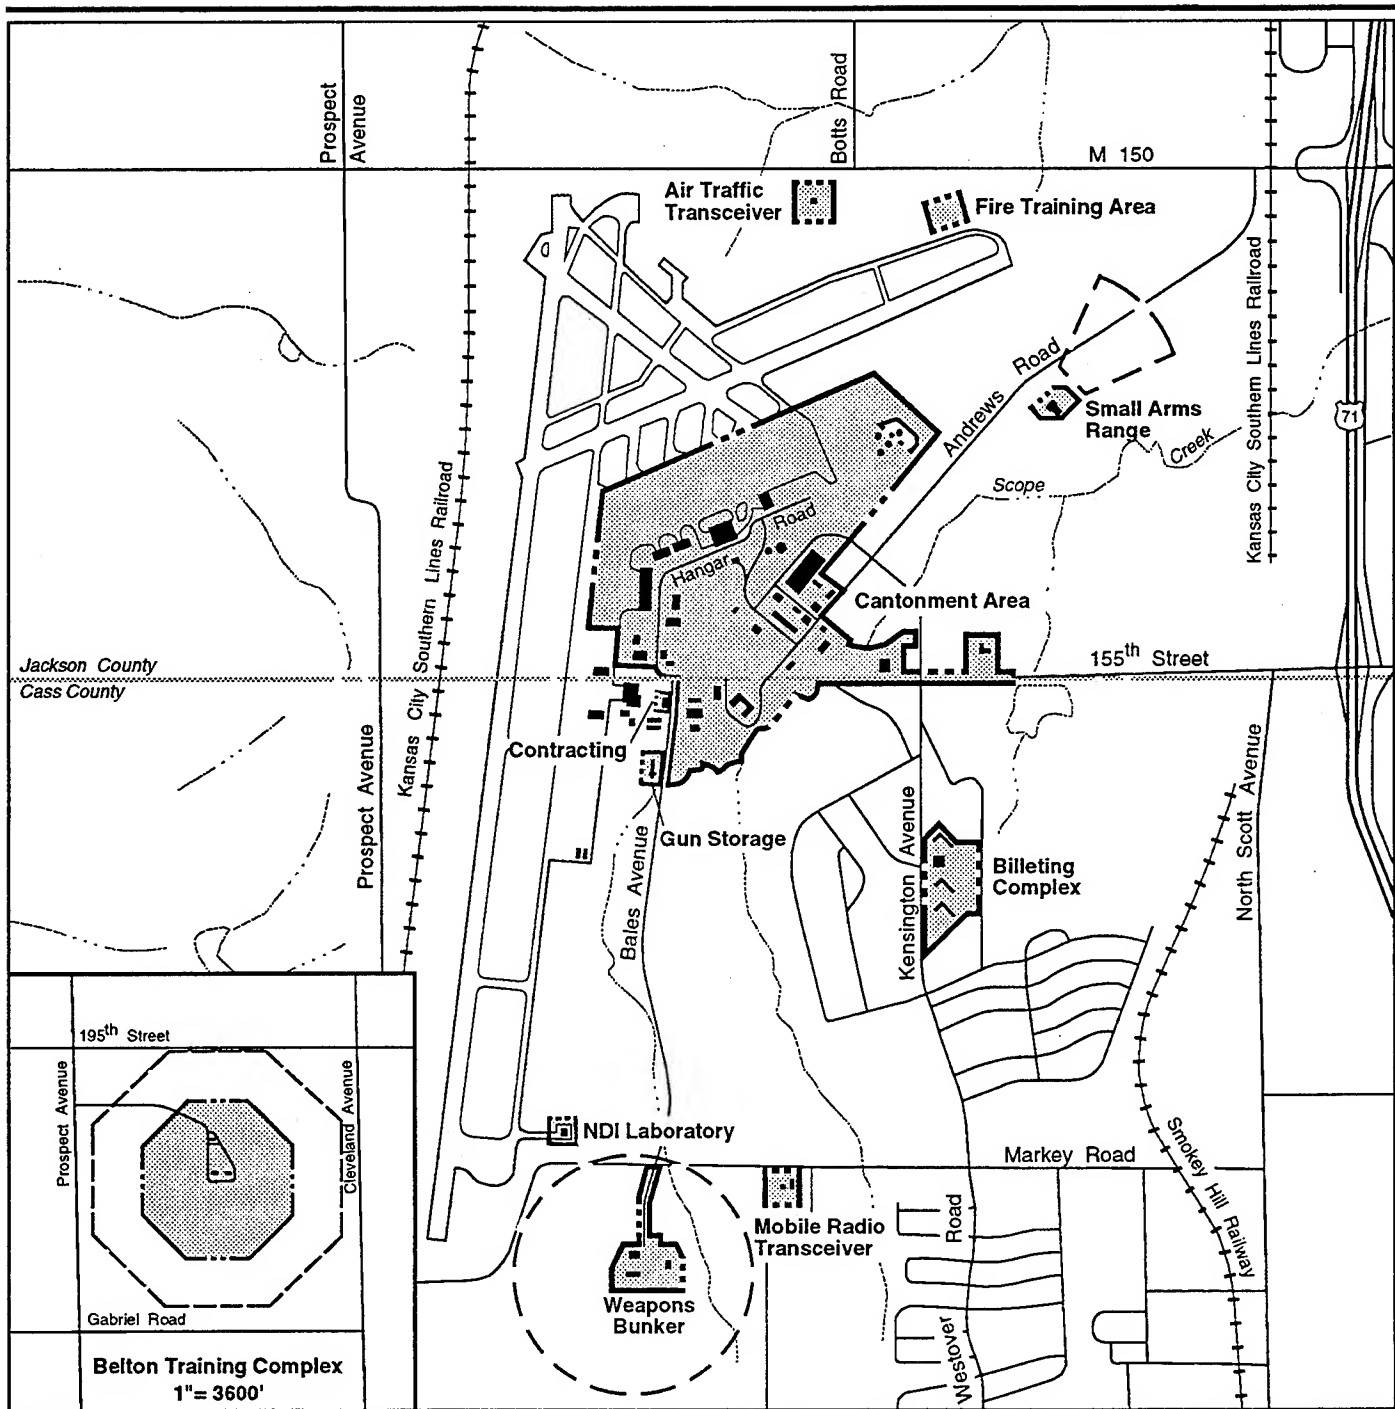 Prospect
Avenue
Botts Road
M 150
Air Traffic
Transceiver
Fire Training Area
Kansas City Southern Lines Railroad
Andrews Road
Small Arms
Range
71
Scope Creek
Kansas City Southern Lines Railroad
Hangar Road
Cantonment Area
Jackson County
Cass County
155th Street
Contracting
Prospect Avenue
Gun Storage
Bales Avenue
Kensington Avenue
Billeting
Complex
North Scott Avenue
195th Street
Prospect Avenue
Cleveland Avenue
Gabriel Road
Belton Training Complex
1"= 3600'
NDI Laboratory
Markey Road
Smokey Hill Railway
Mobile Radio
Transceiver
Weapons
Bunker
Westover Road